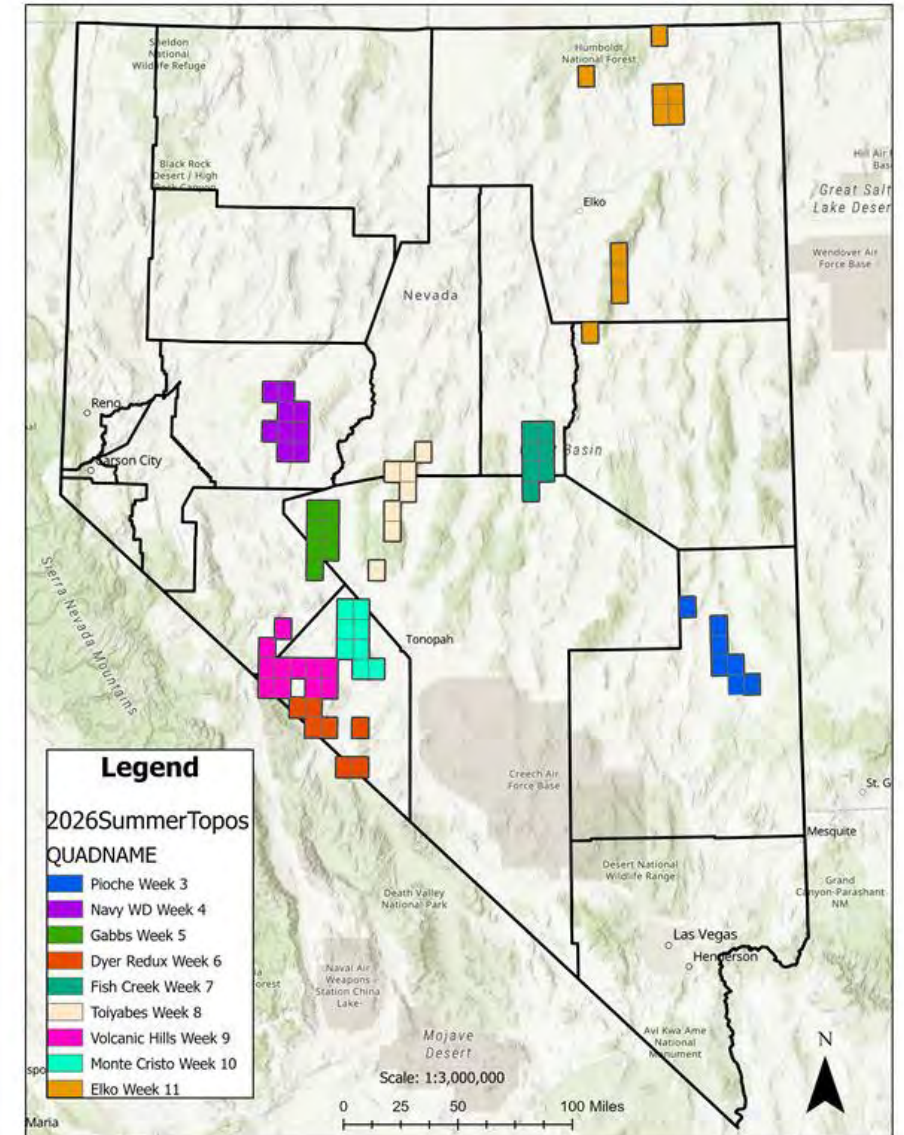 Sheldon
National
Wildlife Refuge
Humboldt
National Forest
Black Rock
Desert / High
Rock Canyon
Hill Air
Great Salt
Lake Deser
Elko
Wendover Air
Force Base
Nevada
Reno
Carson City
Basin
Sierra Nevada Mountains
Tonopah
Creech Air
Force Base
St. G
Mesquite
Desert National
Wildlife Range
Grand
Canyon-Parashant
NM
Death Valley
National Park
Las Vegas
Henderson
Naval Air
Weapons
Station China
Lake
Avi Kwa Ame
National
Monument
Mojave
Desert
Legend
2026SummerTopos
QUADNAME
Pioche Week 3
Navy WD Week 4
Gabbs Week 5
Dyer Redux Week 6
Fish Creek Week 7
Toiyabes Week 8
Volcanic Hills Week 9
Monte Cristo Week 10
Elko Week 11
Scale: 1:3,000,000
0 25 50 100 Miles
N
Maria